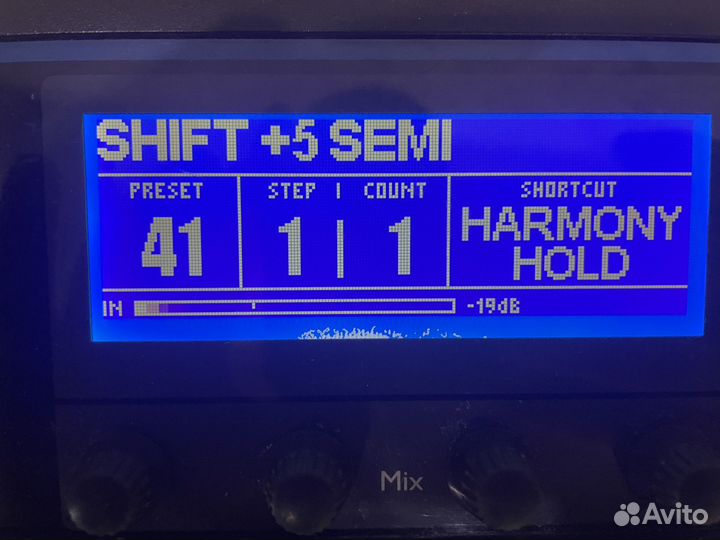 SHIFT +5 SEMI
PRESET STEP | COUNT SHORTCUT
41 1 | 1 HARMONY HOLD
IN -19dB
Mix
Avito